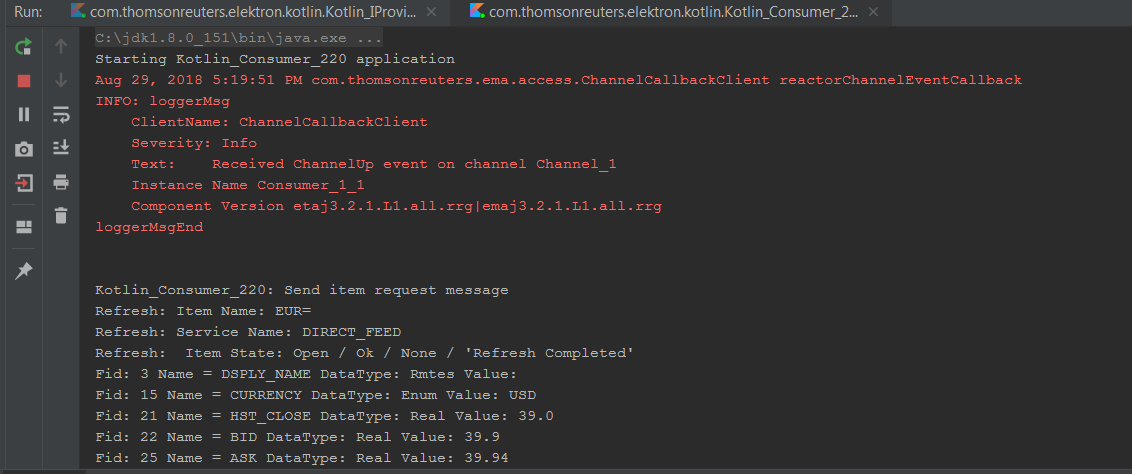 Run: com.thomsonreuters.elektron.kotlin.Kotlin_IProvi... com.thomsonreuters.elektron.kotlin.Kotlin_Consumer_2...
C:\jdk1.8.0_151\bin\java.exe ...
Starting Kotlin_Consumer_220 application
Aug 29, 2018 5:19:51 PM com.thomsonreuters.ema.access.ChannelCallbackClient reactorChannelEventCallback
INFO: loggerMsg
    ClientName: ChannelCallbackClient
    Severity: Info
    Text:    Received ChannelUp event on channel Channel_1
    Instance Name Consumer_1_1
    Component Version etaj3.2.1.L1.all.rrg|emaj3.2.1.L1.all.rrg
loggerMsgEnd
Kotlin_Consumer_220: Send item request message
Refresh: Item Name: EUR=
Refresh: Service Name: DIRECT_FEED
Refresh:  Item State: Open / Ok / None / 'Refresh Completed'
Fid: 3 Name = DSPLY_NAME DataType: Rmtes Value:
Fid: 15 Name = CURRENCY DataType: Enum Value: USD
Fid: 21 Name = HST_CLOSE DataType: Real Value: 39.0
Fid: 22 Name = BID DataType: Real Value: 39.9
Fid: 25 Name = ASK DataType: Real Value: 39.94